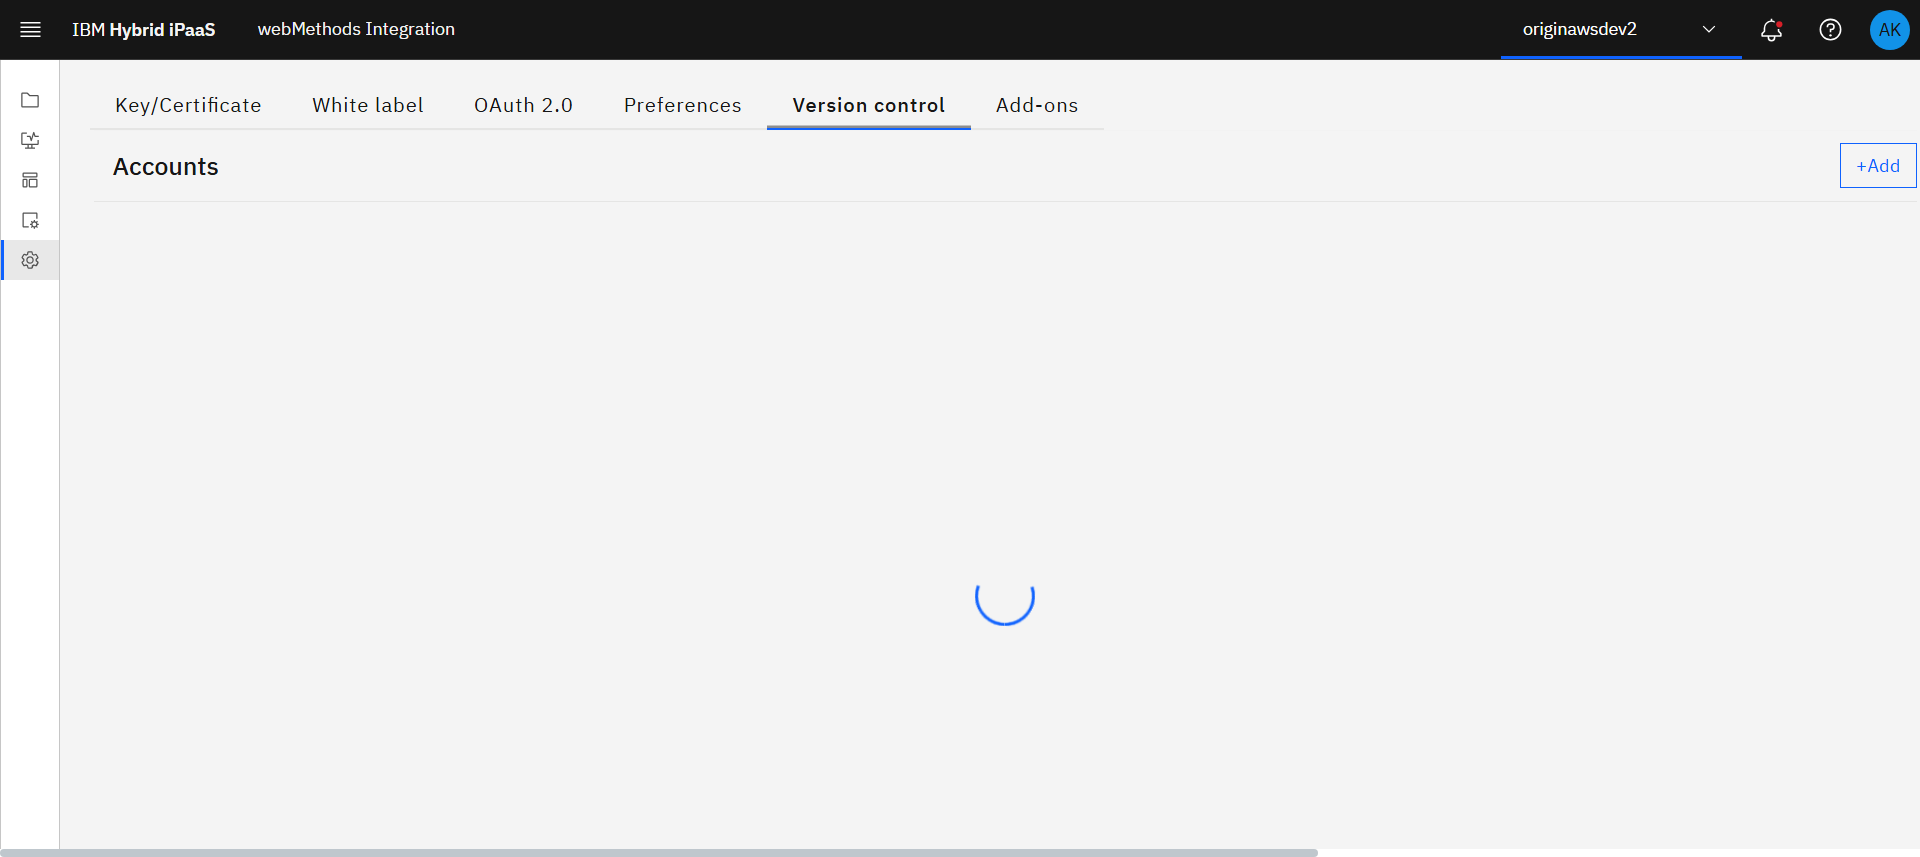 IBM Hybrid iPaaS webMethods Integration originawsdev2 AK
Key/Certificate White label OAuth 2.0 Preferences Version control Add-ons
Accounts +Add